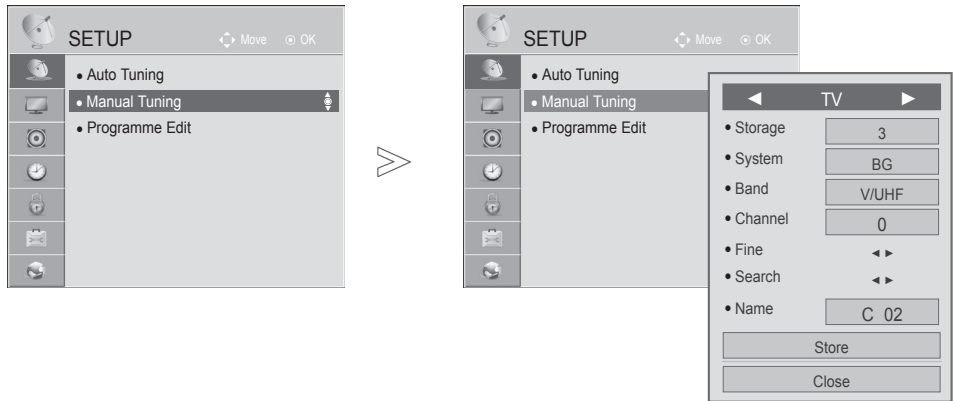 SETUP
Move OK
• Auto Tuning
• Manual Tuning
• Programme Edit
SETUP
Move OK
• Auto Tuning
• Manual Tuning
• Programme Edit
◄ TV ►
• Storage 3
• System BG
• Band V/UHF
• Channel 0
• Fine ◄ ►
• Search ◄ ►
• Name C 02
Store
Close